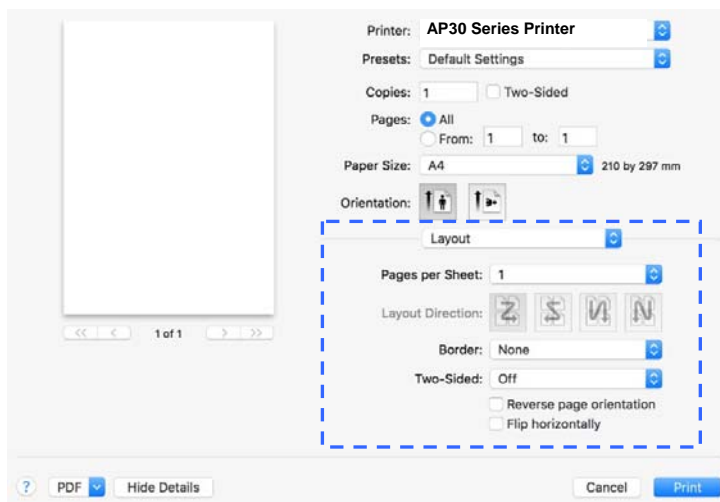 Printer: AP30 Series Printer
Presets: Default Settings
Copies: 1 Two-Sided
Pages: All
From: 1 to: 1
Paper Size: A4 210 by 297 mm
Orientation:
Layout
Pages per Sheet: 1
Layout Direction:
Border: None
Two-Sided: Off
Reverse page orientation
Flip horizontally
<< < 1 of 1 > >>
? PDF Hide Details Cancel Print